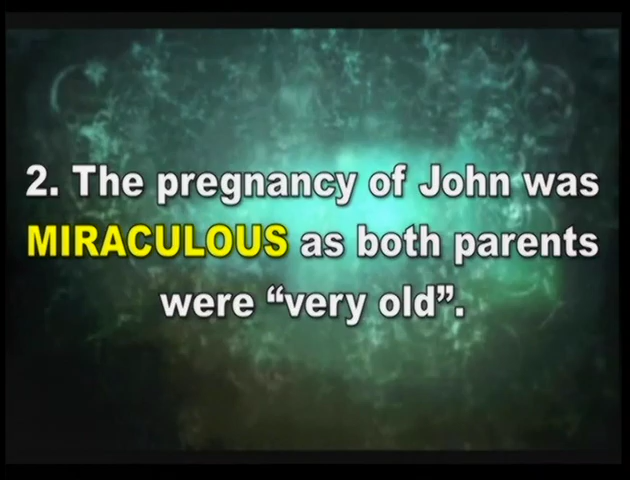 2. The pregnancy of John was
MIRACULOUS as both parents
were “very old”.